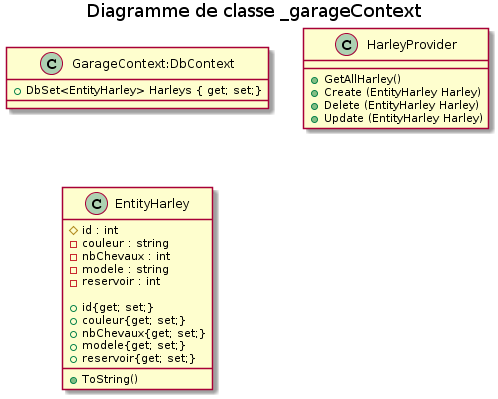 Diagramme de classe _garageContext
C GarageContext:DbContext
DbSet<EntityHarley> Harleys { get; set;}
C HarleyProvider
GetAllHarley()
Create (EntityHarley Harley)
Delete (EntityHarley Harley)
Update (EntityHarley Harley)
C EntityHarley
id : int
couleur : string
nbChevaux : int
modele : string
reservoir : int
id{get; set;}
couleur{get; set;}
nbChevaux{get; set;}
modele{get; set;}
reservoir{get; set;}
ToString()